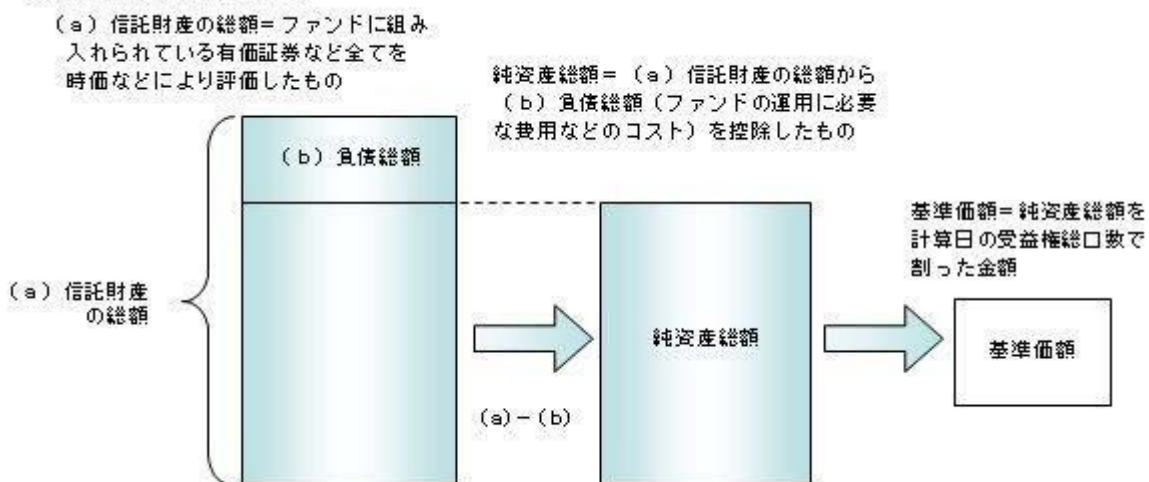 (a)信託財産の総額=ファンドに組み
入れられている有価証券など全てを
時価などにより評価したもの
純資産総額=(a)信託財産の総額から
(b)負債総額(ファンドの運用に必要
な費用などのコスト)を控除したもの
(b)負債総額
基準価額=純資産総額を
計算日の受益権総口数で
割った金額
(a)信託財産
の総額
純資産総額
基準価額
(a)-(b)